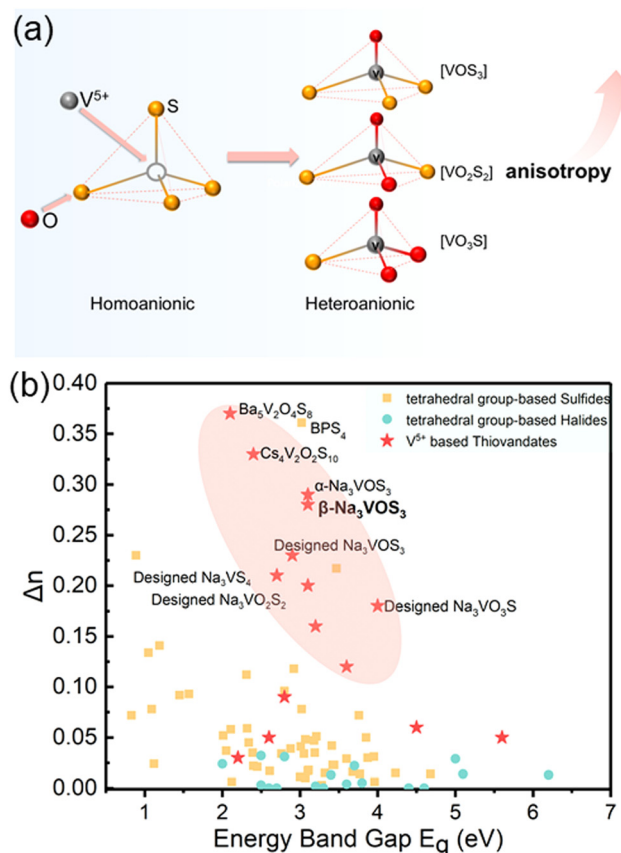 (a)
V⁵⁺
S
O
Homoanionic
V
[VOS₃]
V
[VO₂S₂]
anisotropy
V
[VO₃S]
Heteroanionic
(b)
0.40
0.35
0.30
0.25
0.20
0.15
0.10
0.05
0.00
Δn
tetrahedral group-based Sulfides
tetrahedral group-based Halides
V⁵⁺ based Thiovandates
Ba₅V₂O₄S₈
BPS₄
Cs₄V₂O₂S₁₀
α-Na₃VOS₃
β-Na₃VOS₃
Designed Na₃VOS₃
Designed Na₃VS₄
Designed Na₃VO₂S₂
Designed Na₃VO₃S
1 2 3 4 5 6 7
Energy Band Gap E_g (eV)